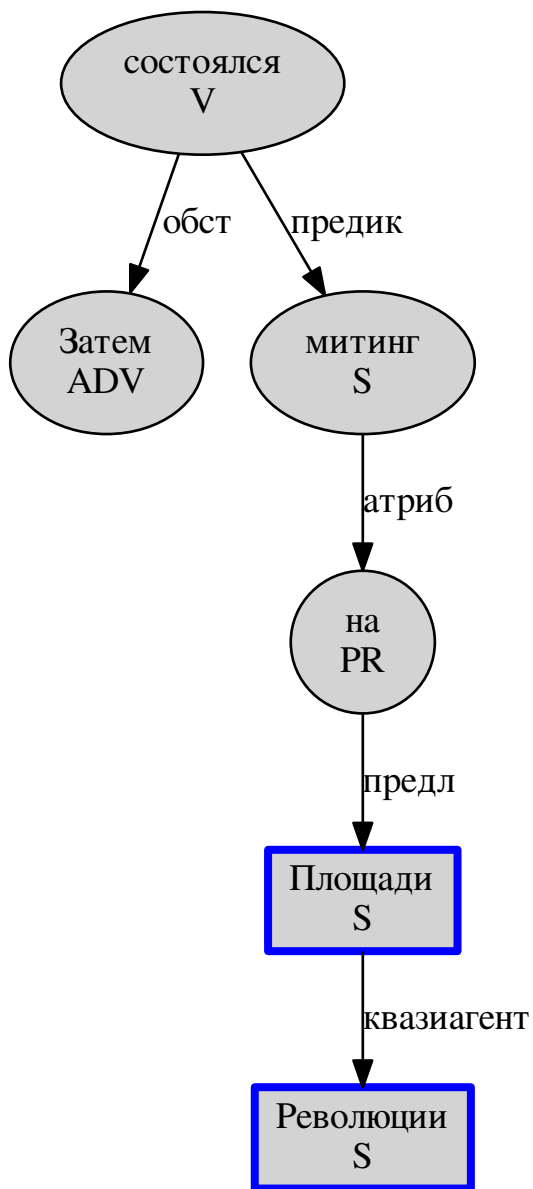 состоялся
V
обст
предик
Затем
ADV
митинг
S
атриб
на
PR
предл
Площади
S
квазиагент
Революции
S